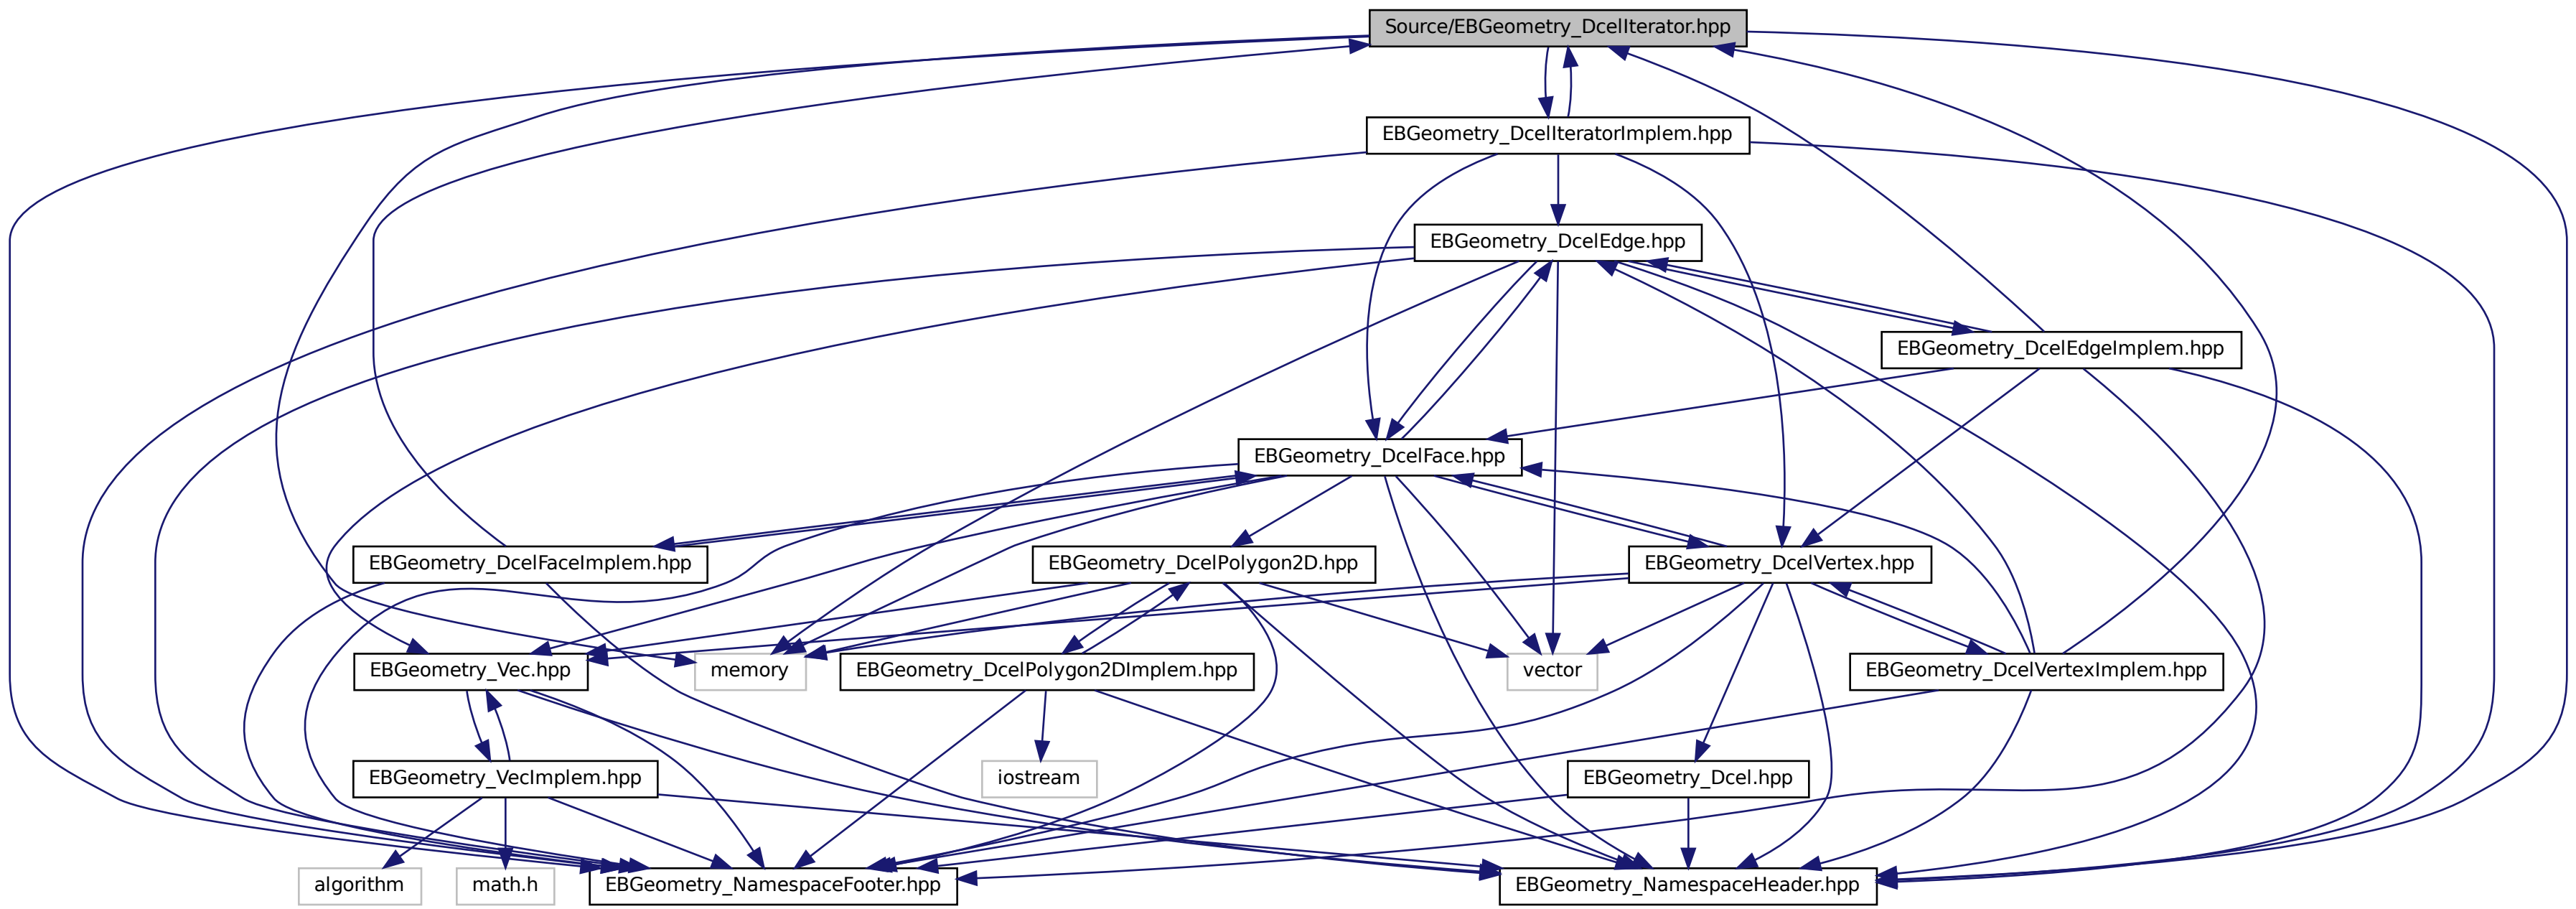 Source/EBGeometry_DcelIterator.hpp
EBGeometry_DcelIteratorImplem.hpp
EBGeometry_DcelEdge.hpp
EBGeometry_DcelEdgeImplem.hpp
EBGeometry_DcelFace.hpp
EBGeometry_DcelFaceImplem.hpp
EBGeometry_DcelPolygon2D.hpp
EBGeometry_DcelVertex.hpp
EBGeometry_Vec.hpp
memory
EBGeometry_DcelPolygon2DImplem.hpp
vector
EBGeometry_DcelVertexImplem.hpp
EBGeometry_VecImplem.hpp
iostream
EBGeometry_Dcel.hpp
algorithm
math.h
EBGeometry_NamespaceFooter.hpp
EBGeometry_NamespaceHeader.hpp